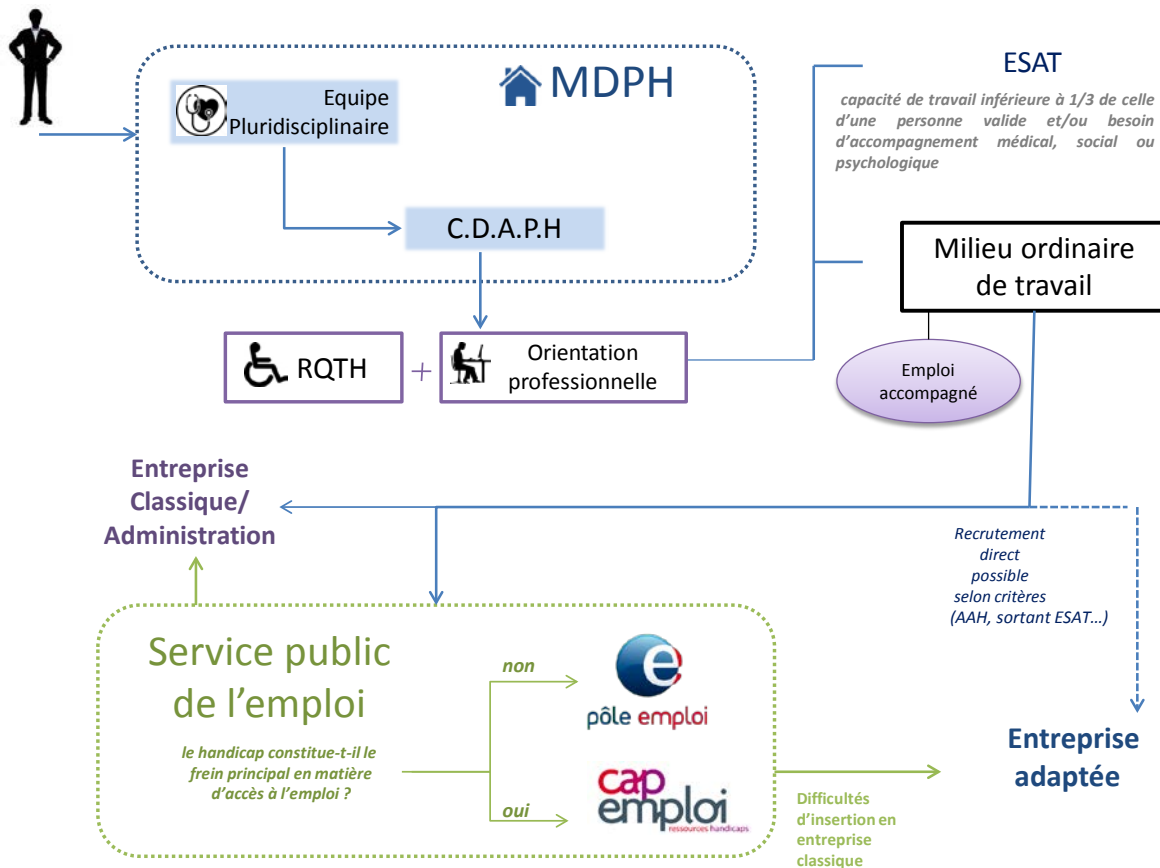 MDPH
Equipe
Pluridisciplinaire
C.D.A.P.H
RQTH
+
Orientation
professionnelle
ESAT
capacité de travail inférieure à 1/3 de celle
d'une personne valide et/ou besoin
d'accompagnement médical, social ou
psychologique
Milieu ordinaire
de travail
Emploi
accompagné
Entreprise
Classique/
Administration
Recrutement
direct
possible
selon critères
(AAH, sortant ESAT…)
Service public
de l'emploi
le handicap constitue-t-il le
frein principal en matière
d'accès à l'emploi ?
non
e
pôle emploi
oui
cap
emploi
ressources handicaps
Difficultés
d'insertion en
entreprise
classique
Entreprise
adaptée